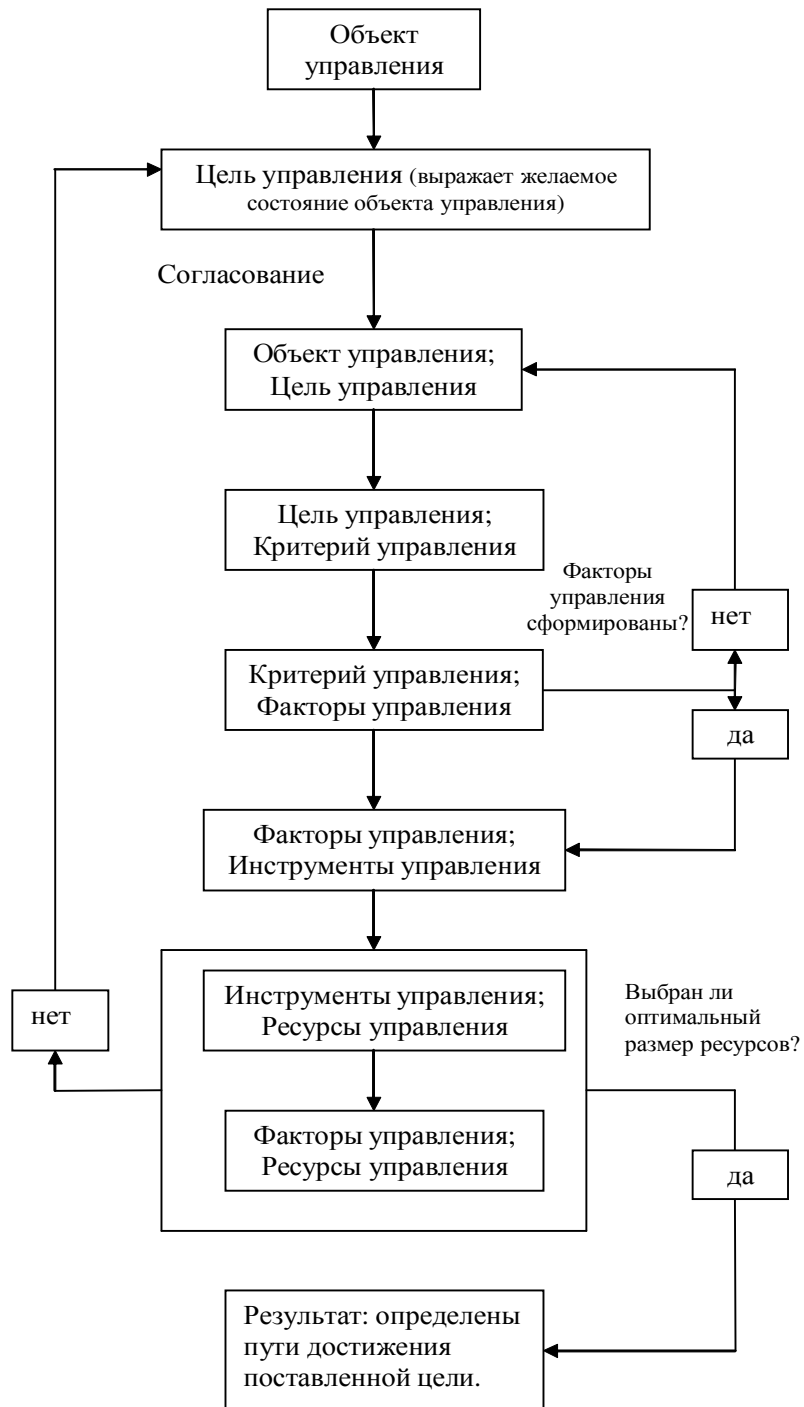 Объект
управления
Цель управления (выражает желаемое
состояние объекта управления)
Согласование
Объект управления;
Цель управления
Цель управления;
Критерий управления
Факторы
управления
сформированы?
нет
Критерий управления;
Факторы управления
да
Факторы управления;
Инструменты управления
нет
Инструменты управления;
Ресурсы управления
Выбран ли
оптимальный
размер ресурсов?
Факторы управления;
Ресурсы управления
да
Результат: определены
пути достижения
поставленной цели.